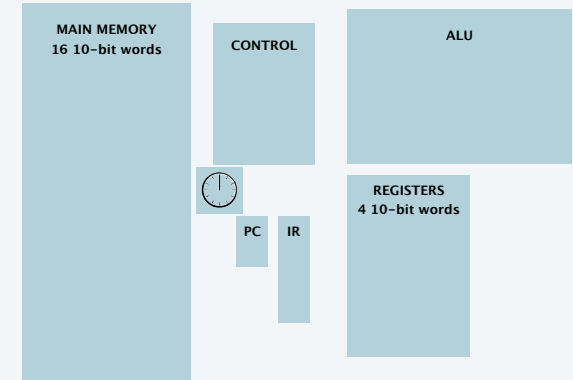 MAIN MEMORY
16 10-bit words
CONTROL
ALU
REGISTERS
4 10-bit words
PC
IR